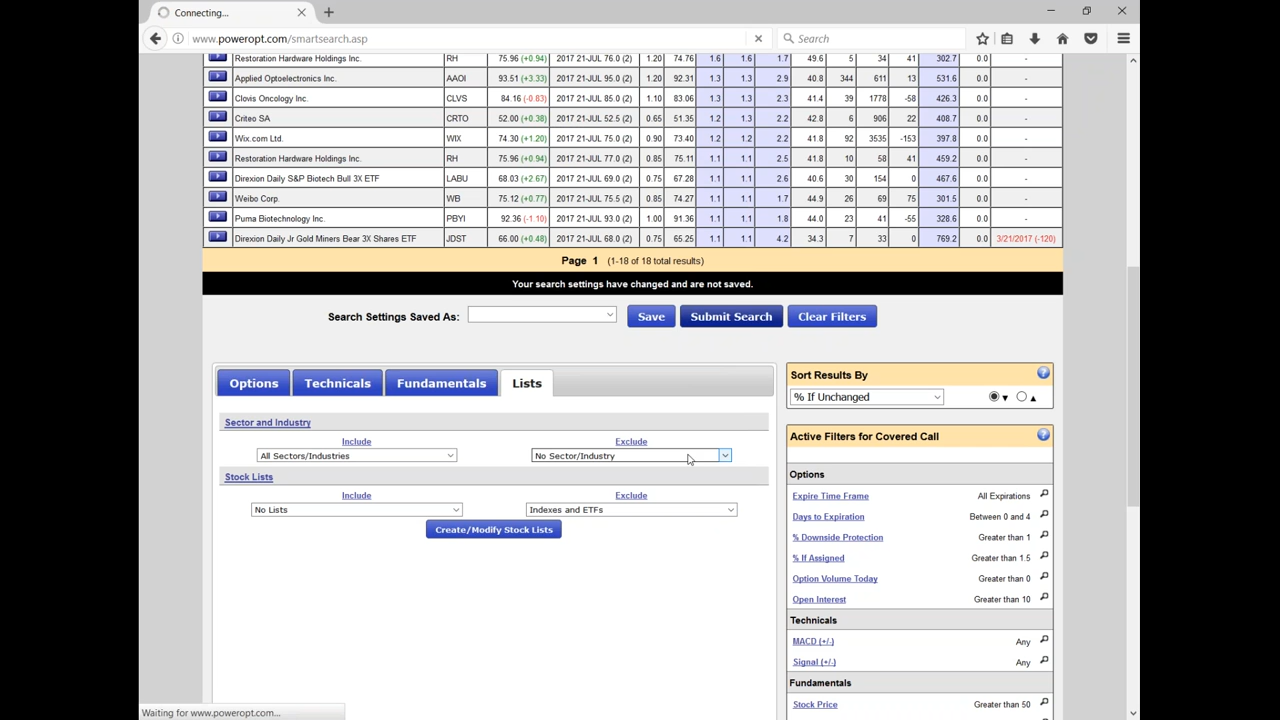 Connecting...
www.poweropt.com/smartsearch.asp
Search
Restoration Hardware Holdings Inc. RH 75.96 (+0.94) 2017 21-JUL 76.0 (2) 1.20 74.76 1.6 1.6 1.7 49.6 5 34 41 302.7 0.0 -
Applied Optoelectronics Inc. AAOI 93.51 (+3.33) 2017 21-JUL 95.0 (2) 1.20 92.31 1.3 1.3 2.9 40.8 344 611 13 531.6 0.0 -
Clovis Oncology Inc. CLVS 84.16 (-0.83) 2017 21-JUL 85.0 (2) 1.10 83.06 1.3 1.3 2.3 41.4 39 1778 -58 426.3 0.0 -
Criteo SA CRTO 52.00 (+0.38) 2017 21-JUL 52.5 (2) 0.65 51.35 1.2 1.3 2.2 42.8 6 906 22 408.7 0.0 -
Wix.com Ltd. WIX 74.30 (+1.20) 2017 21-JUL 75.0 (2) 0.90 73.40 1.2 1.2 2.2 41.8 92 3535 -153 397.8 0.0 -
Restoration Hardware Holdings Inc. RH 75.96 (+0.94) 2017 21-JUL 77.0 (2) 0.85 75.11 1.1 1.1 2.5 41.8 10 58 41 459.2 0.0 -
Direxion Daily S&P Biotech Bull 3X ETF LABU 68.03 (+2.67) 2017 21-JUL 69.0 (2) 0.75 67.28 1.1 1.1 2.6 40.6 30 154 0 467.6 0.0 -
Weibo Corp. WB 75.12 (+0.77) 2017 21-JUL 75.5 (2) 0.85 74.27 1.1 1.1 1.7 44.9 26 69 75 301.5 0.0 -
Puma Biotechnology Inc. PBYI 92.36 (-1.10) 2017 21-JUL 93.0 (2) 1.00 91.36 1.1 1.1 1.8 44.0 23 41 -55 328.6 0.0 -
Direxion Daily Jr Gold Miners Bear 3X Shares ETF JDST 66.00 (+0.48) 2017 21-JUL 68.0 (2) 0.75 65.25 1.1 1.1 4.2 34.3 7 33 0 769.2 0.0 3/21/2017 (-120)
Page 1 (1-18 of 18 total results)
Your search settings have changed and are not saved.
Search Settings Saved As: Save Submit Search Clear Filters
Options Technicals Fundamentals Lists
Sector and Industry
Include Exclude
All Sectors/Industries No Sector/Industry
Stock Lists
Include Exclude
No Lists Indexes and ETFs
Create/Modify Stock Lists
Sort Results By ?
% If Unchanged
Active Filters for Covered Call ?
Options
Expire Time Frame All Expirations
Days to Expiration Between 0 and 4
% Downside Protection Greater than 1
% If Assigned Greater than 1.5
Option Volume Today Greater than 0
Open Interest Greater than 10
Technicals
MACD (+/-) Any
Signal (+/-) Any
Fundamentals
Stock Price Greater than 50
Waiting for www.poweropt.com...